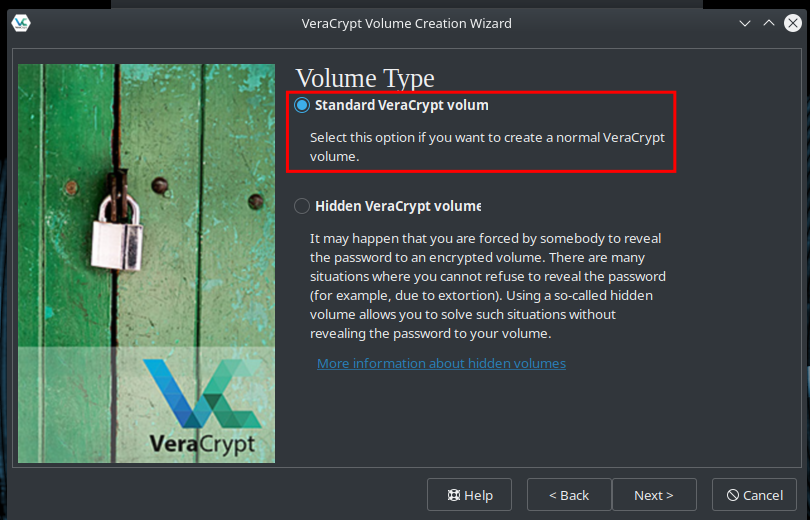 VeraCrypt Volume Creation Wizard
Volume Type
Standard VeraCrypt volum
Select this option if you want to create a normal VeraCrypt
volume.
Hidden VeraCrypt volume
It may happen that you are forced by somebody to reveal
the password to an encrypted volume. There are many
situations where you cannot refuse to reveal the password
(for example, due to extortion). Using a so-called hidden
volume allows you to solve such situations without
revealing the password to your volume.
More information about hidden volumes
VeraCrypt
Help
< Back
Next >
Cancel